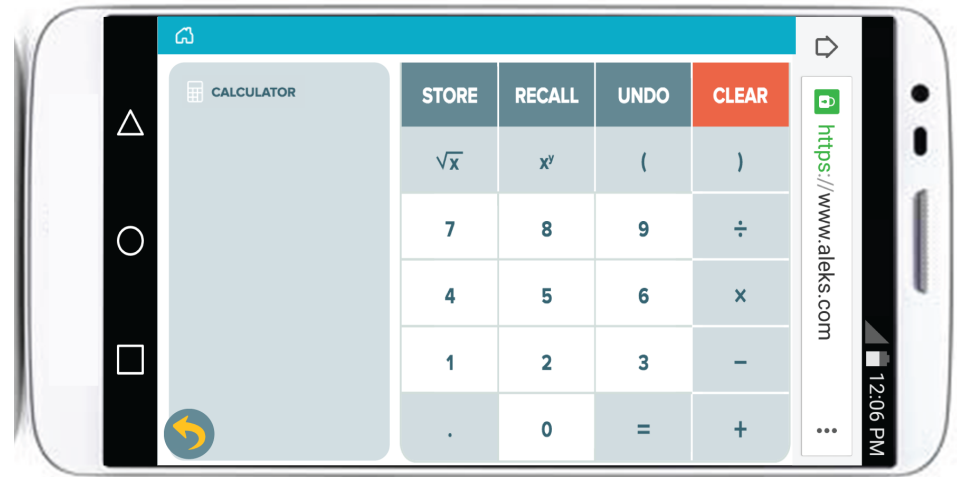 CALCULATOR
STORE RECALL UNDO CLEAR
√x xʸ ( )
7 8 9 ÷
4 5 6 ×
1 2 3 −
. 0 = +
https://www.aleks.com
12:06 PM